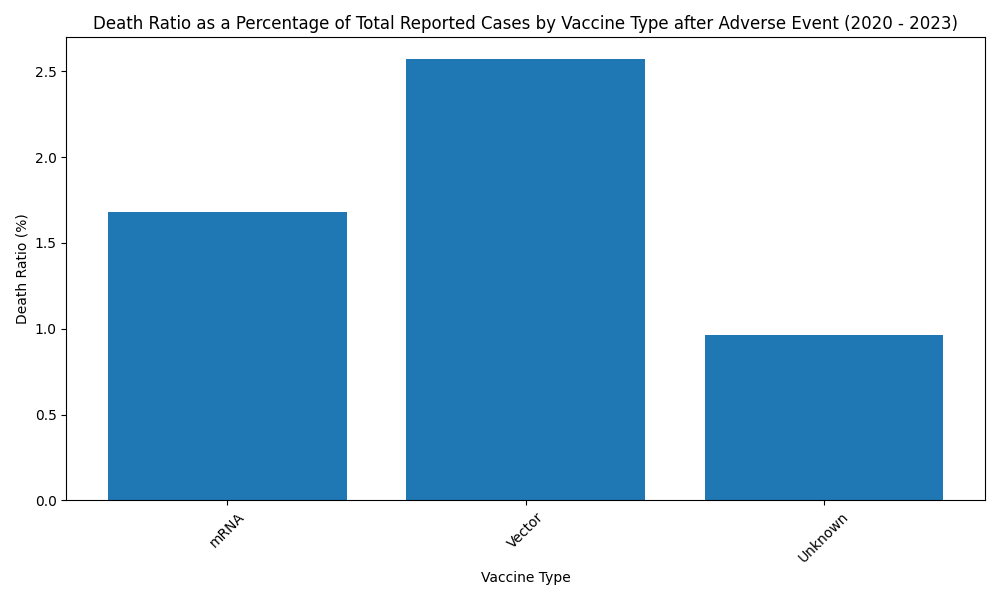 Death Ratio as a Percentage of Total Reported Cases by Vaccine Type after Adverse Event (2020 - 2023)
Death Ratio (%)
2.5
2.0
1.5
1.0
0.5
0.0
mRNA
Vector
Unknown
Vaccine Type